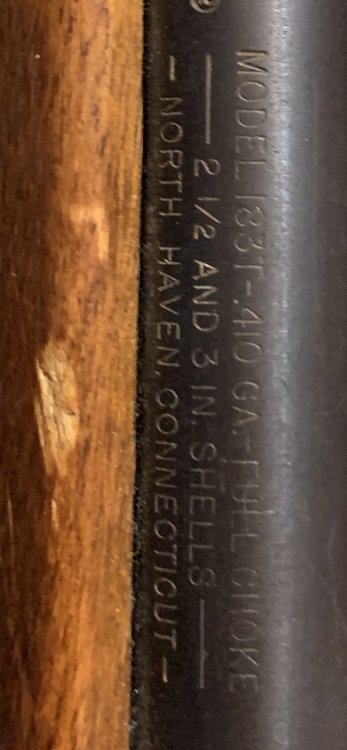 MODEL 183T-.410 GA.-FULL CHOKE
— 2 1/2 AND 3 IN. SHELLS —
- NORTH HAVEN, CONNECTICUT -